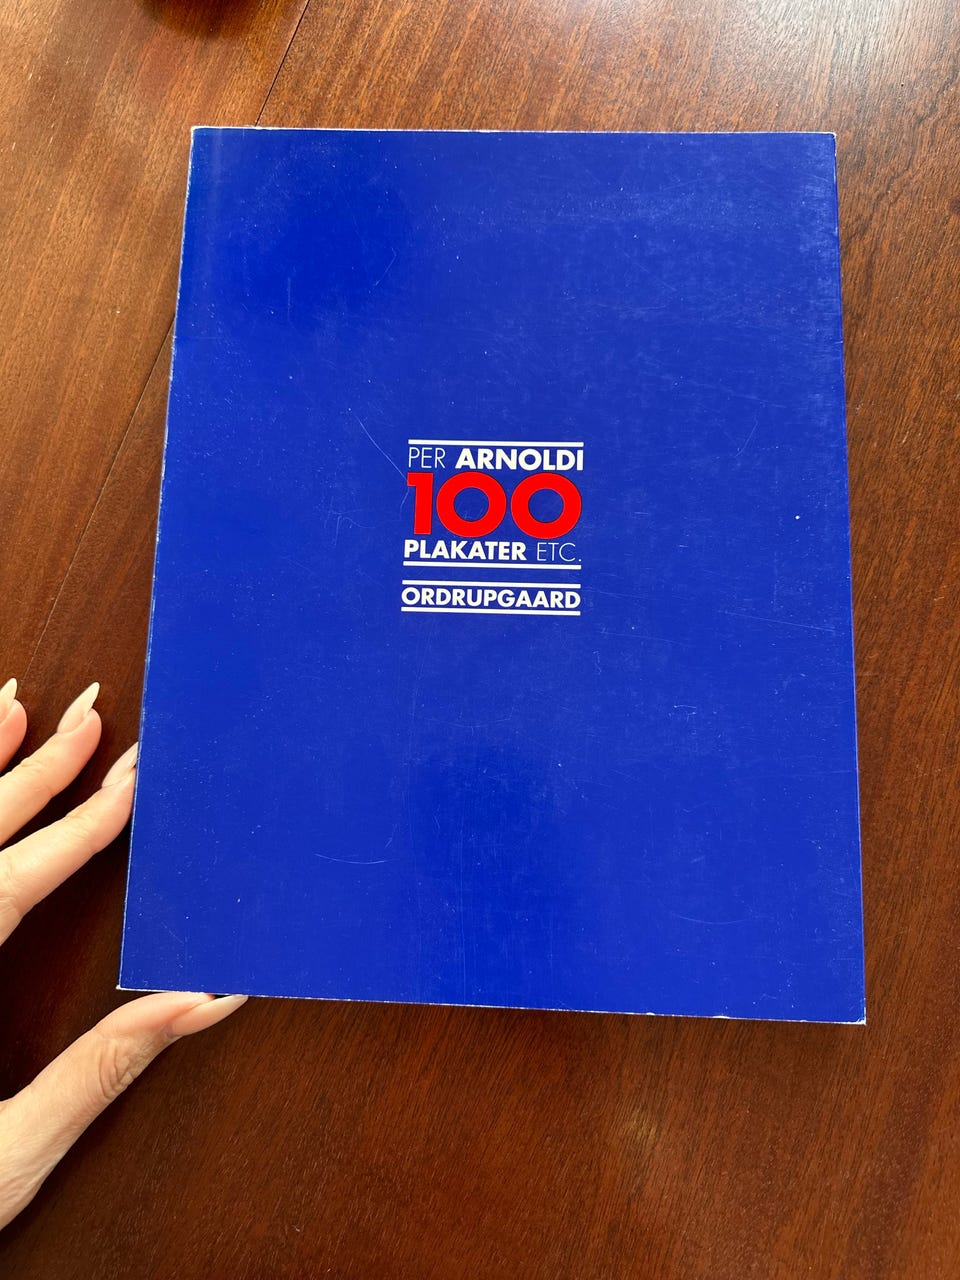 PER ARNOLDI
100
PLAKATER ETC.
ORDRUPGAARD